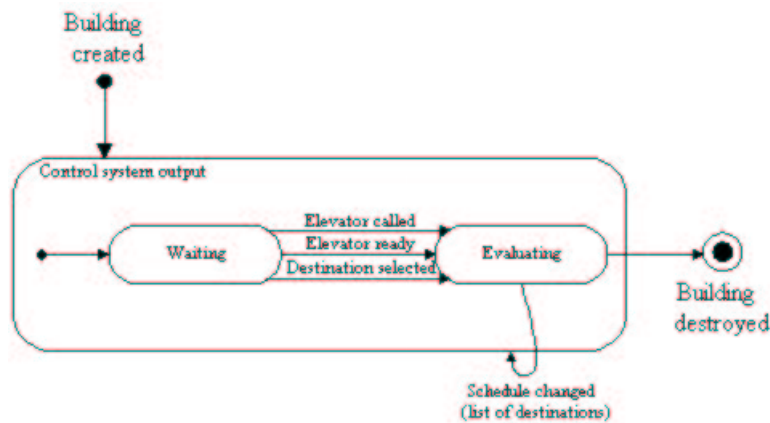 Building
created
Control system output
Elevator called
Waiting
Elevator ready
Evaluating
Destination selected
Building
destroyed
Schedule changed
(list of destinations)